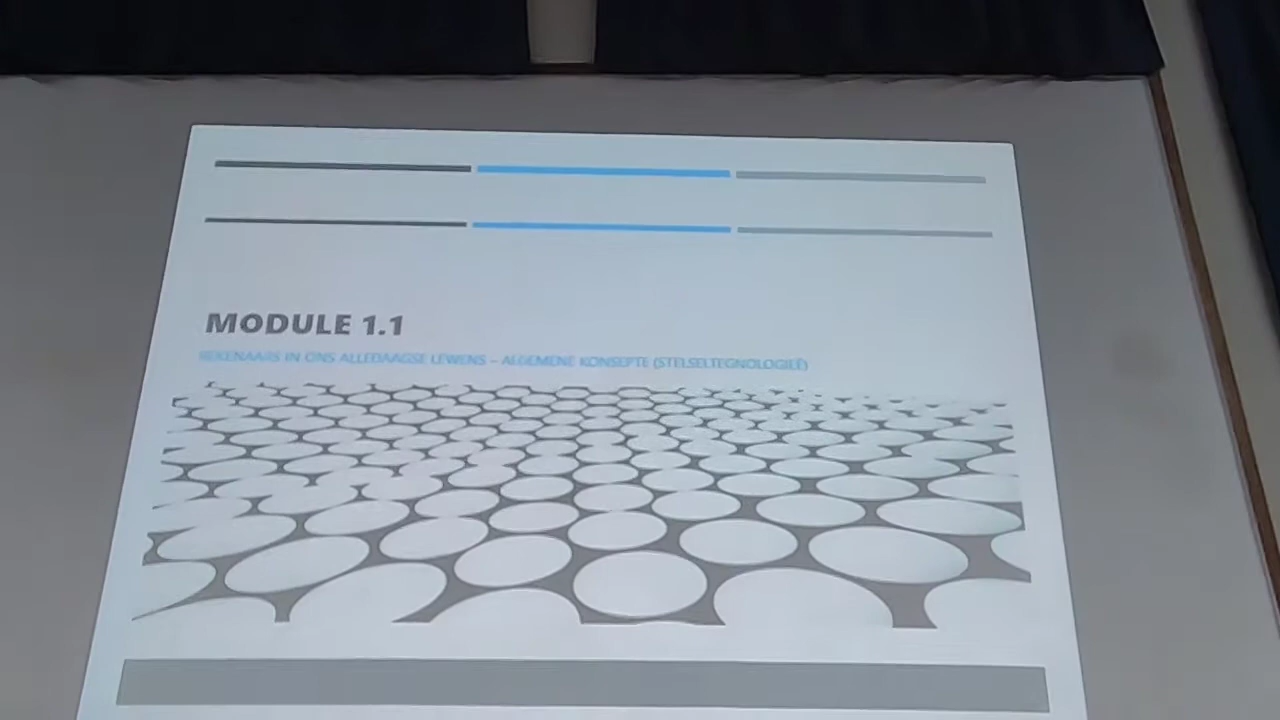 MODULE 1.1
REKENAARS IN ONS ALLEDAAGSE LEWENS – ALGEMENE KONSEPTE (STELSELTEGNOLOGIEË)